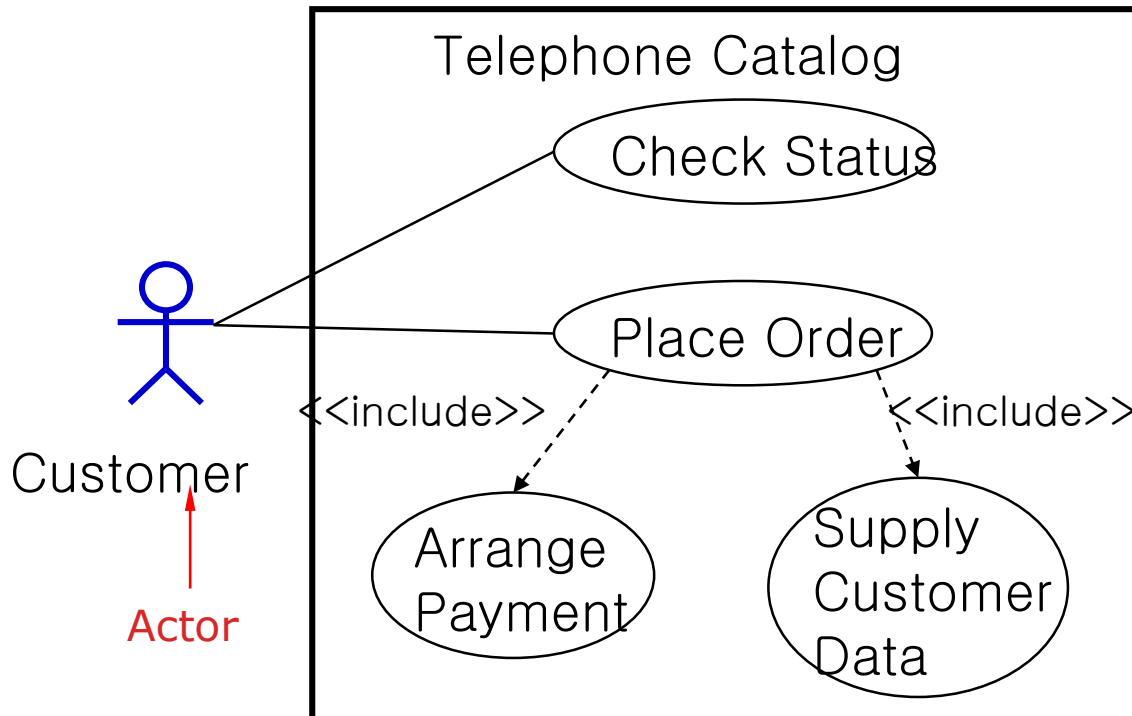 Telephone Catalog
Check Status
Place Order
<<include>>
<<include>>
Customer
Arrange
Payment
Supply
Customer
Data
Actor